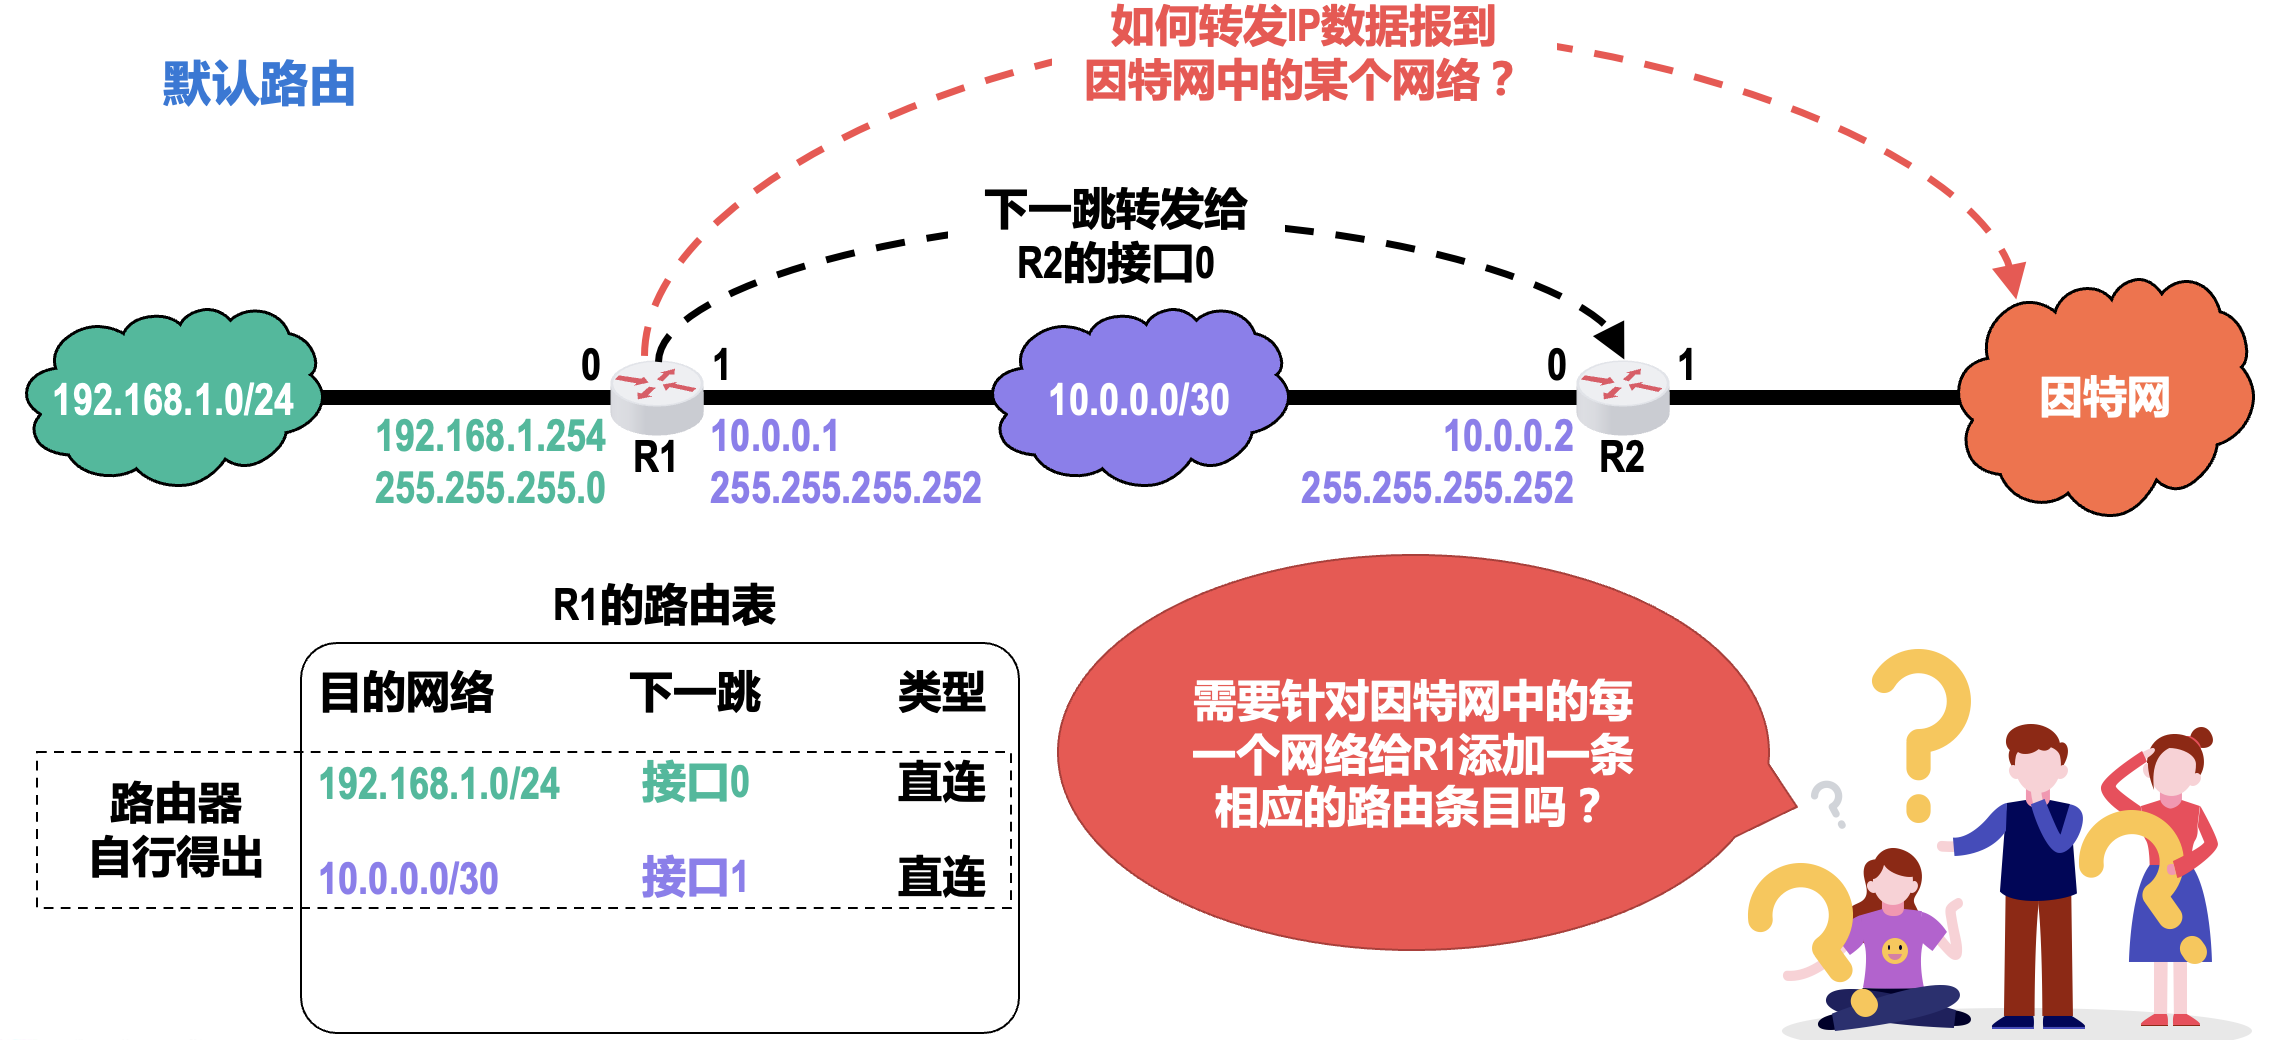 默认路由
如何转发IP数据报到
因特网中的某个网络？
下一跳转发给
R2的接口0
0
1
0
1
192.168.1.0/24
10.0.0.0/30
因特网
192.168.1.254
255.255.255.0
R1
10.0.0.1
255.255.255.252
10.0.0.2
255.255.255.252
R2
R1的路由表
目的网络 下一跳 类型
路由器
自行得出
192.168.1.0/24 接口0 直连
10.0.0.0/30 接口1 直连
需要针对因特网中的每
一个网络给R1添加一条
相应的路由条目吗？